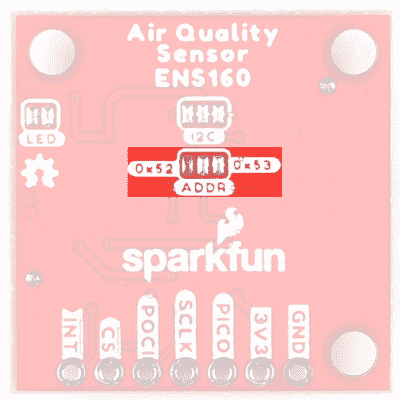 Air Quality
Sensor
ENS160
LED
I2C
0x52
0x53
ADDR
sparkfun
INT
CS
POCI
SCLK
PICO
3V3
GND